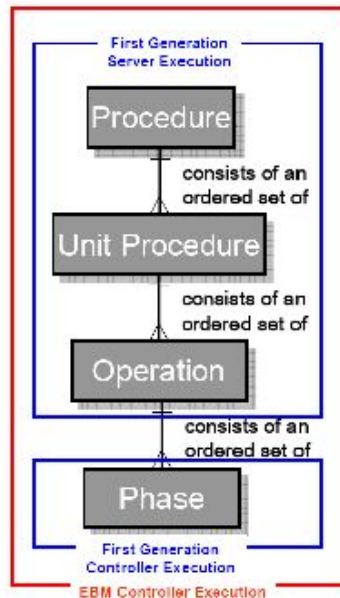 First Generation
Server Execution
Procedure
consists of an
ordered set of
Unit Procedure
consists of an
ordered set of
Operation
consists of an
ordered set of
Phase
First Generation
Controller Execution
EBM Controller Execution